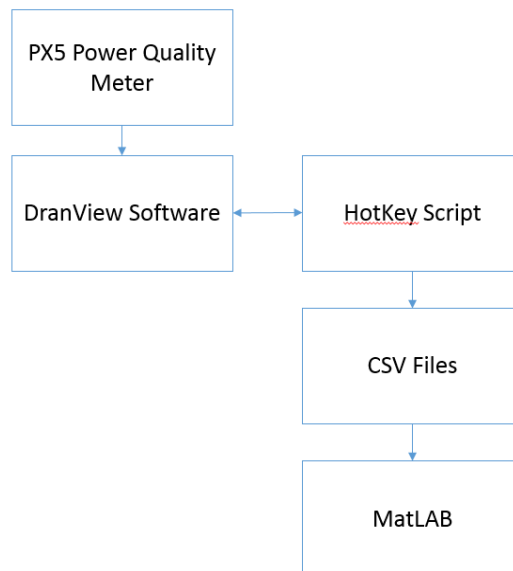 PX5 Power Quality
Meter
DranView Software
HotKey Script
CSV Files
MatLAB